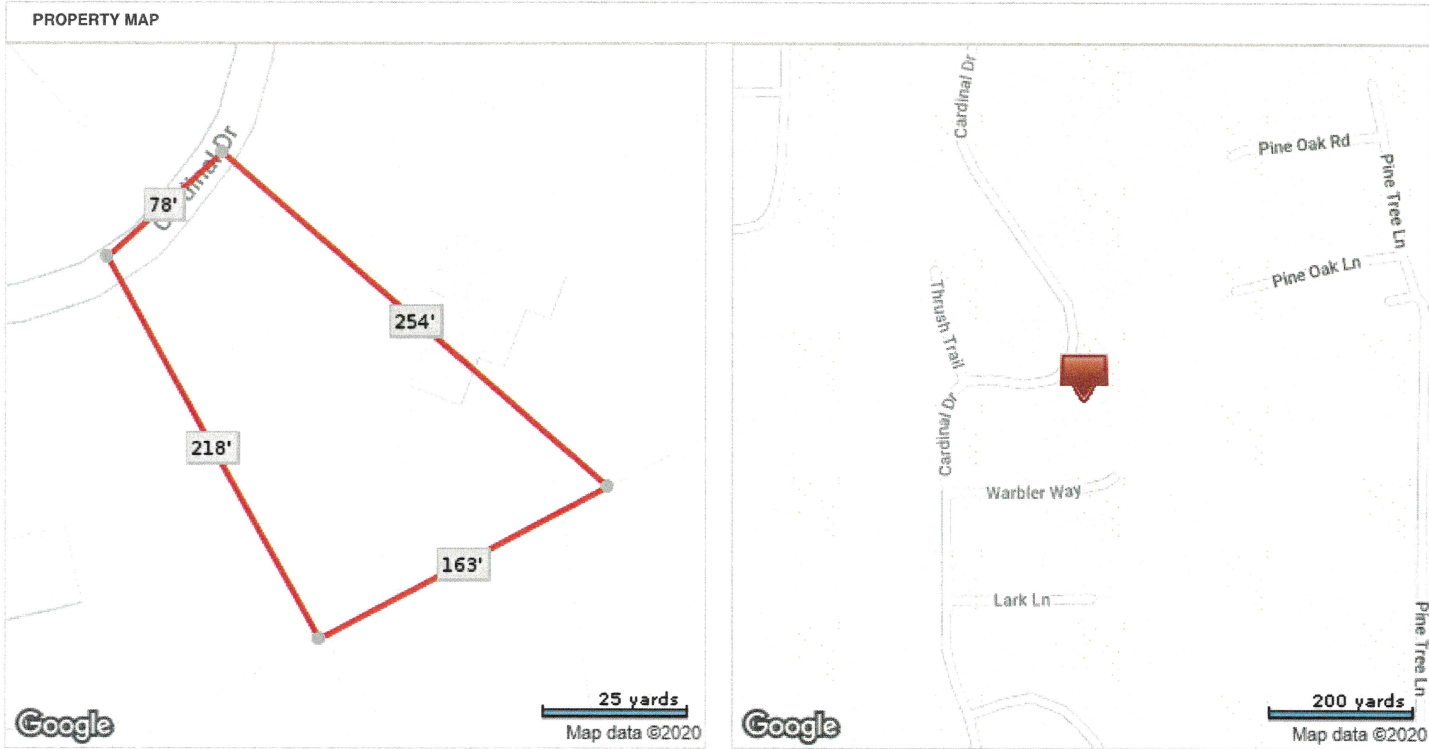 PROPERTY MAP
Cardinal Dr
78'
254'
218'
163'
25 yards
Google
Map data ©2020
Cardinal Dr
Pine Oak Rd
Pine Tree Ln
Pine Oak Ln
Thrush Trail
Cardinal Dr
Warbler Way
Lark Ln
Pine Tree Ln
200 yards
Google
Map data ©2020